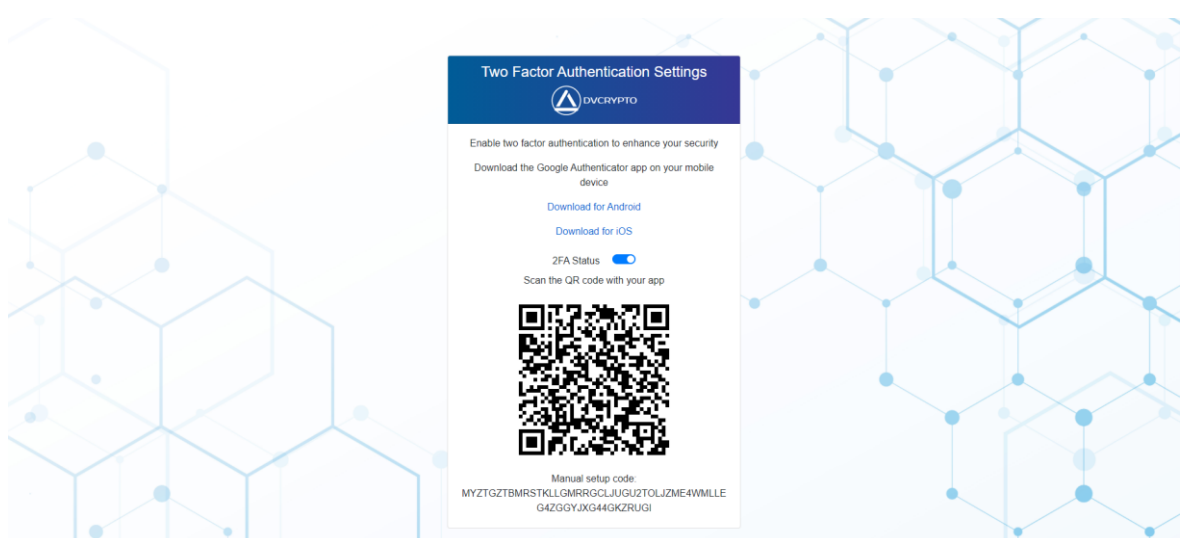 Two Factor Authentication Settings
DVCRYPTO
Enable two factor authentication to enhance your security
Download the Google Authenticator app on your mobile
device
Download for Android
Download for iOS
2FA Status
Scan the QR code with your app
Manual setup code:
MYZTGZTBMRSTKLLGMRRGCLJUGU2TOLJZME4WMLLE
G4ZGGYJXG44GKZRUGI